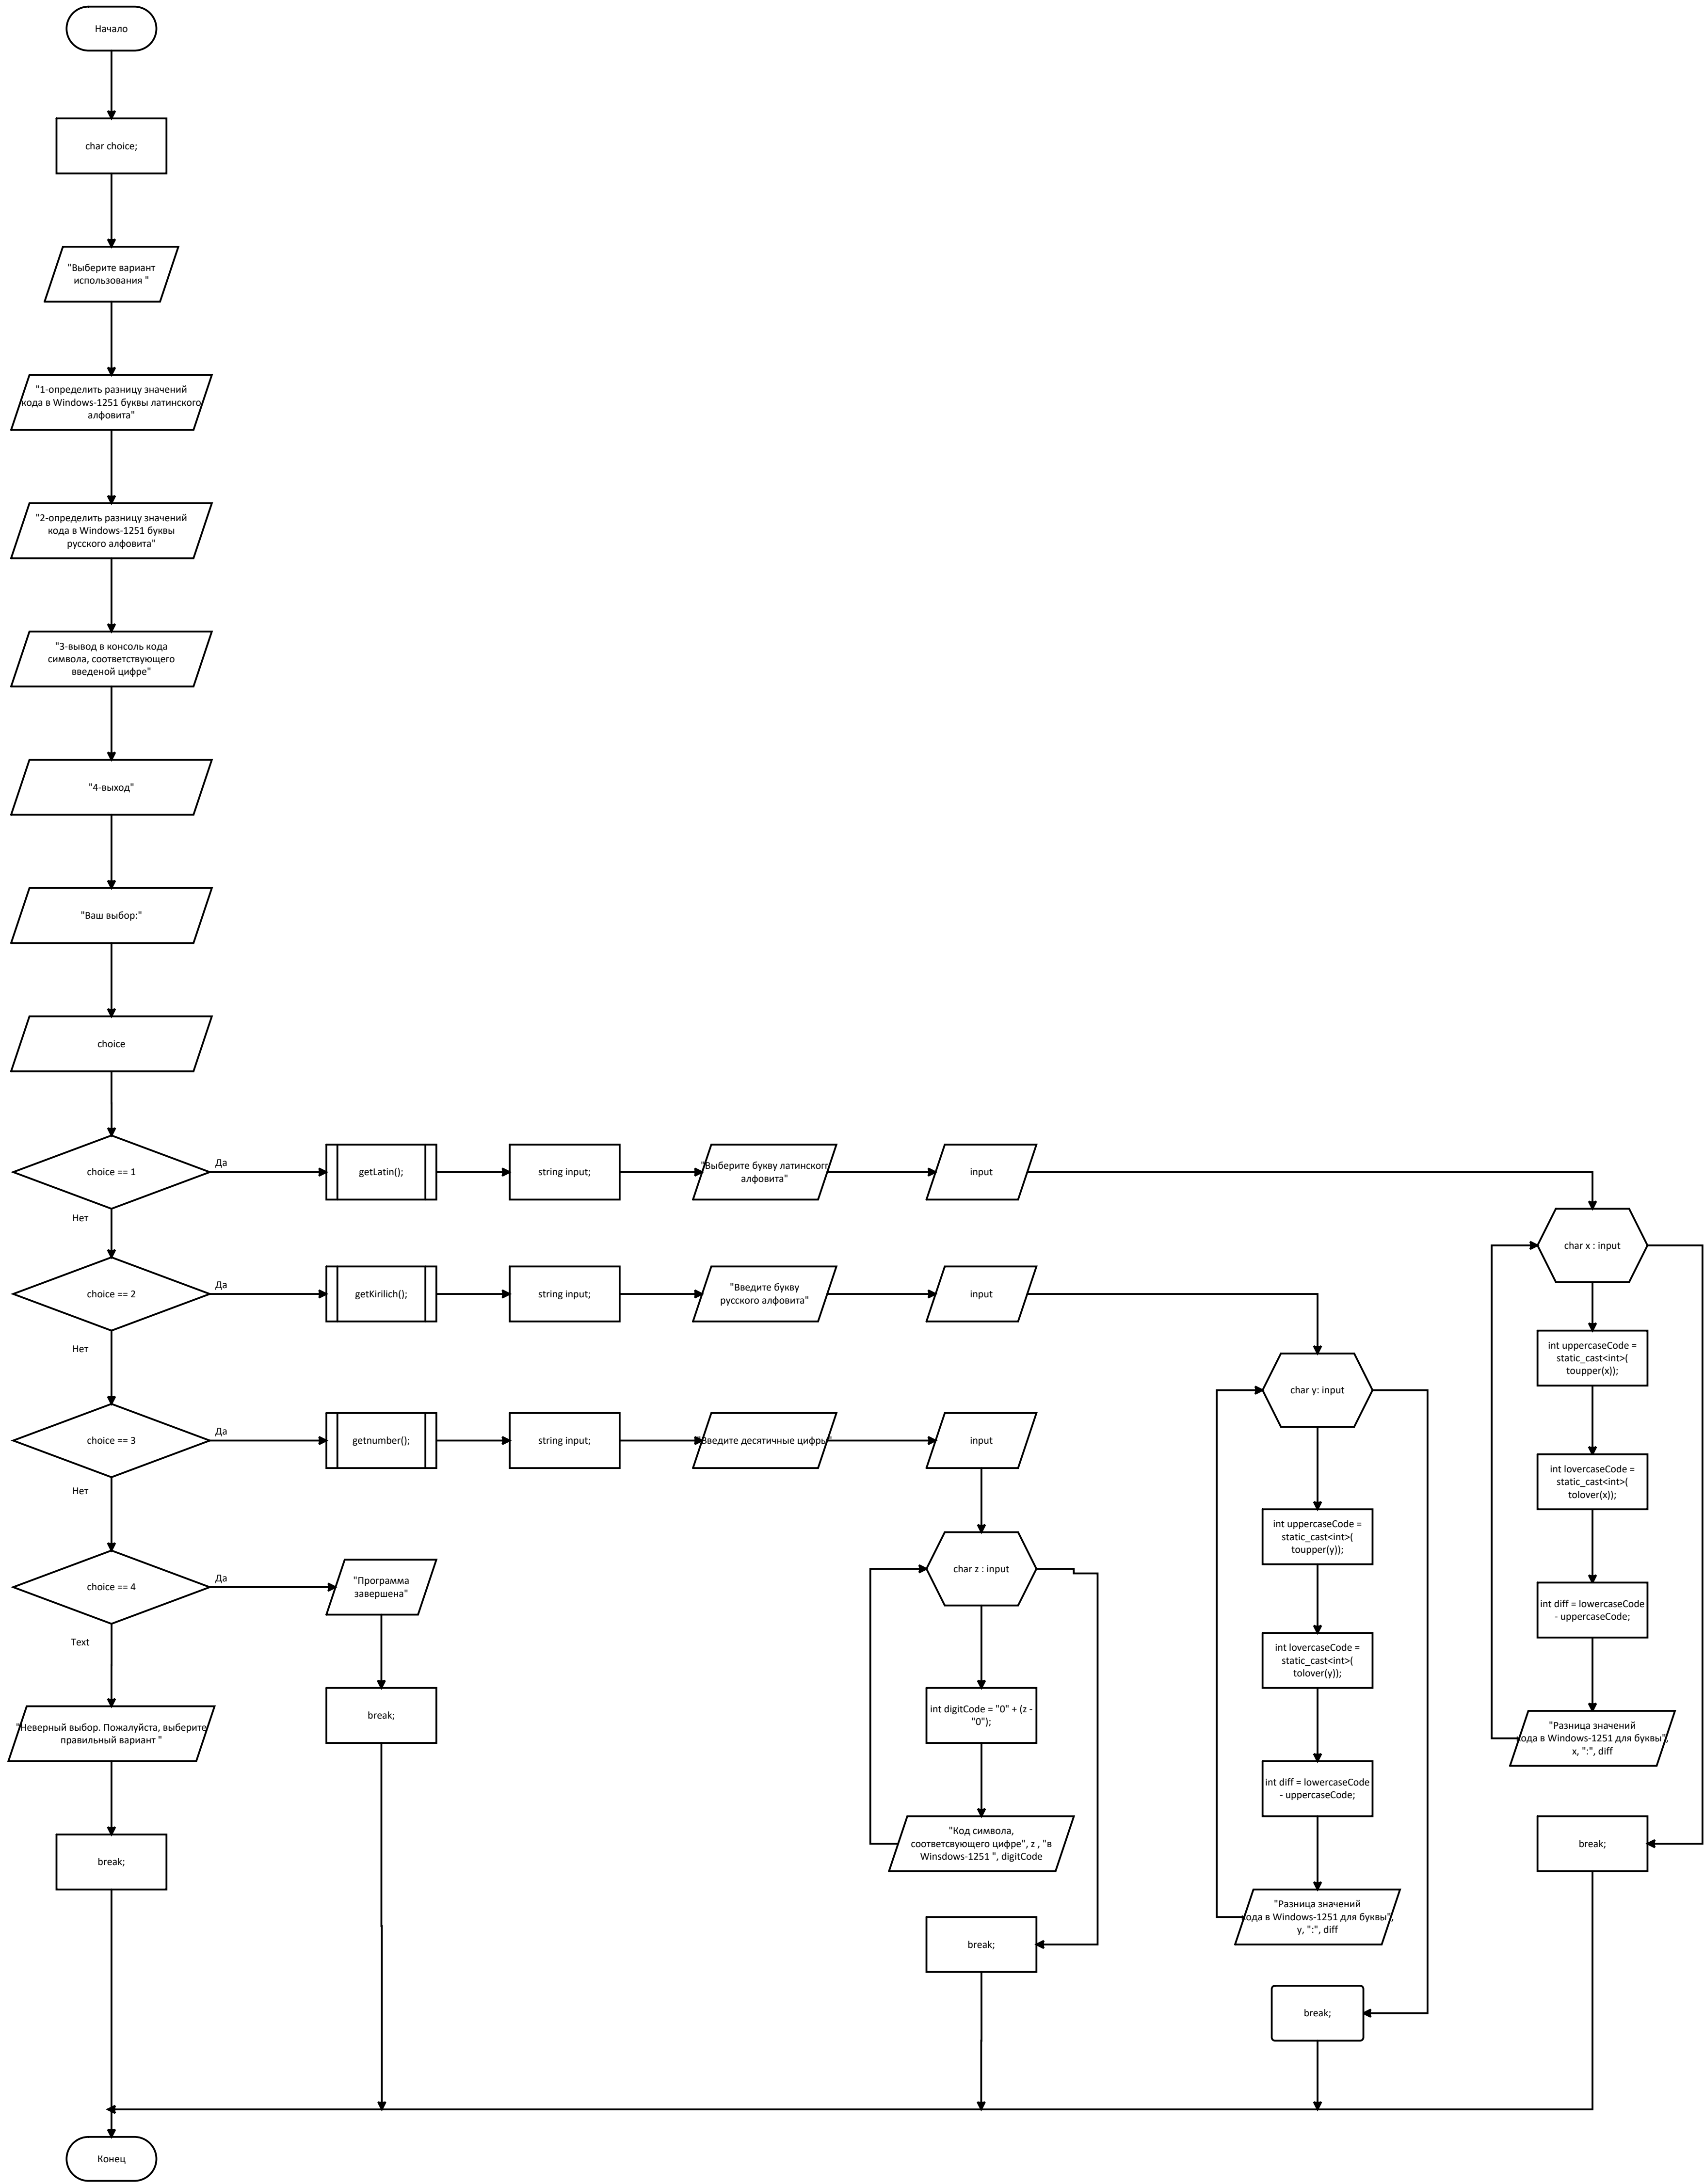 Начало
char choice;
"Выберите вариант
использования "
"1-определить разницу значений
кода в Windows-1251 буквы латинского
алфовита"
"2-определить разницу значений
кода в Windows-1251 буквы
русского алфовита"
"3-вывод в консоль кода
символа, соответствующего
введеной цифре"
"4-выход"
"Ваш выбор:"
choice
choice == 1
Да
getLatin();
string input;
"Выберите букву латинского
алфовита"
input
char x : input
Нет
choice == 2
Да
getKirilich();
string input;
"Введите букву
русского алфовита"
input
int uppercaseCode =
static_cast<int>(
toupper(x));
Нет
char y: input
choice == 3
Да
getnumber();
string input;
"Введите десятичные цифры"
input
int lovercaseCode =
static_cast<int>(
tolover(x));
Нет
int uppercaseCode =
static_cast<int>(
toupper(y));
choice == 4
Да
"Программа
завершена"
char z : input
int diff = lowercaseCode
- uppercaseCode;
Text
int lovercaseCode =
static_cast<int>(
tolover(y));
"Неверный выбор. Пожалуйста, выберите
правильный вариант "
break;
int digitCode = "0" + (z -
"0");
"Разница значений
кода в Windows-1251 для буквы",
x, ":", diff
int diff = lowercaseCode
- uppercaseCode;
break;
"Код символа,
соответсвующего цифре", z , "в
Winsdows-1251 ", digitCode
break;
"Разница значений
кода в Windows-1251 для буквы",
y, ":", diff
break;
break;
Конец